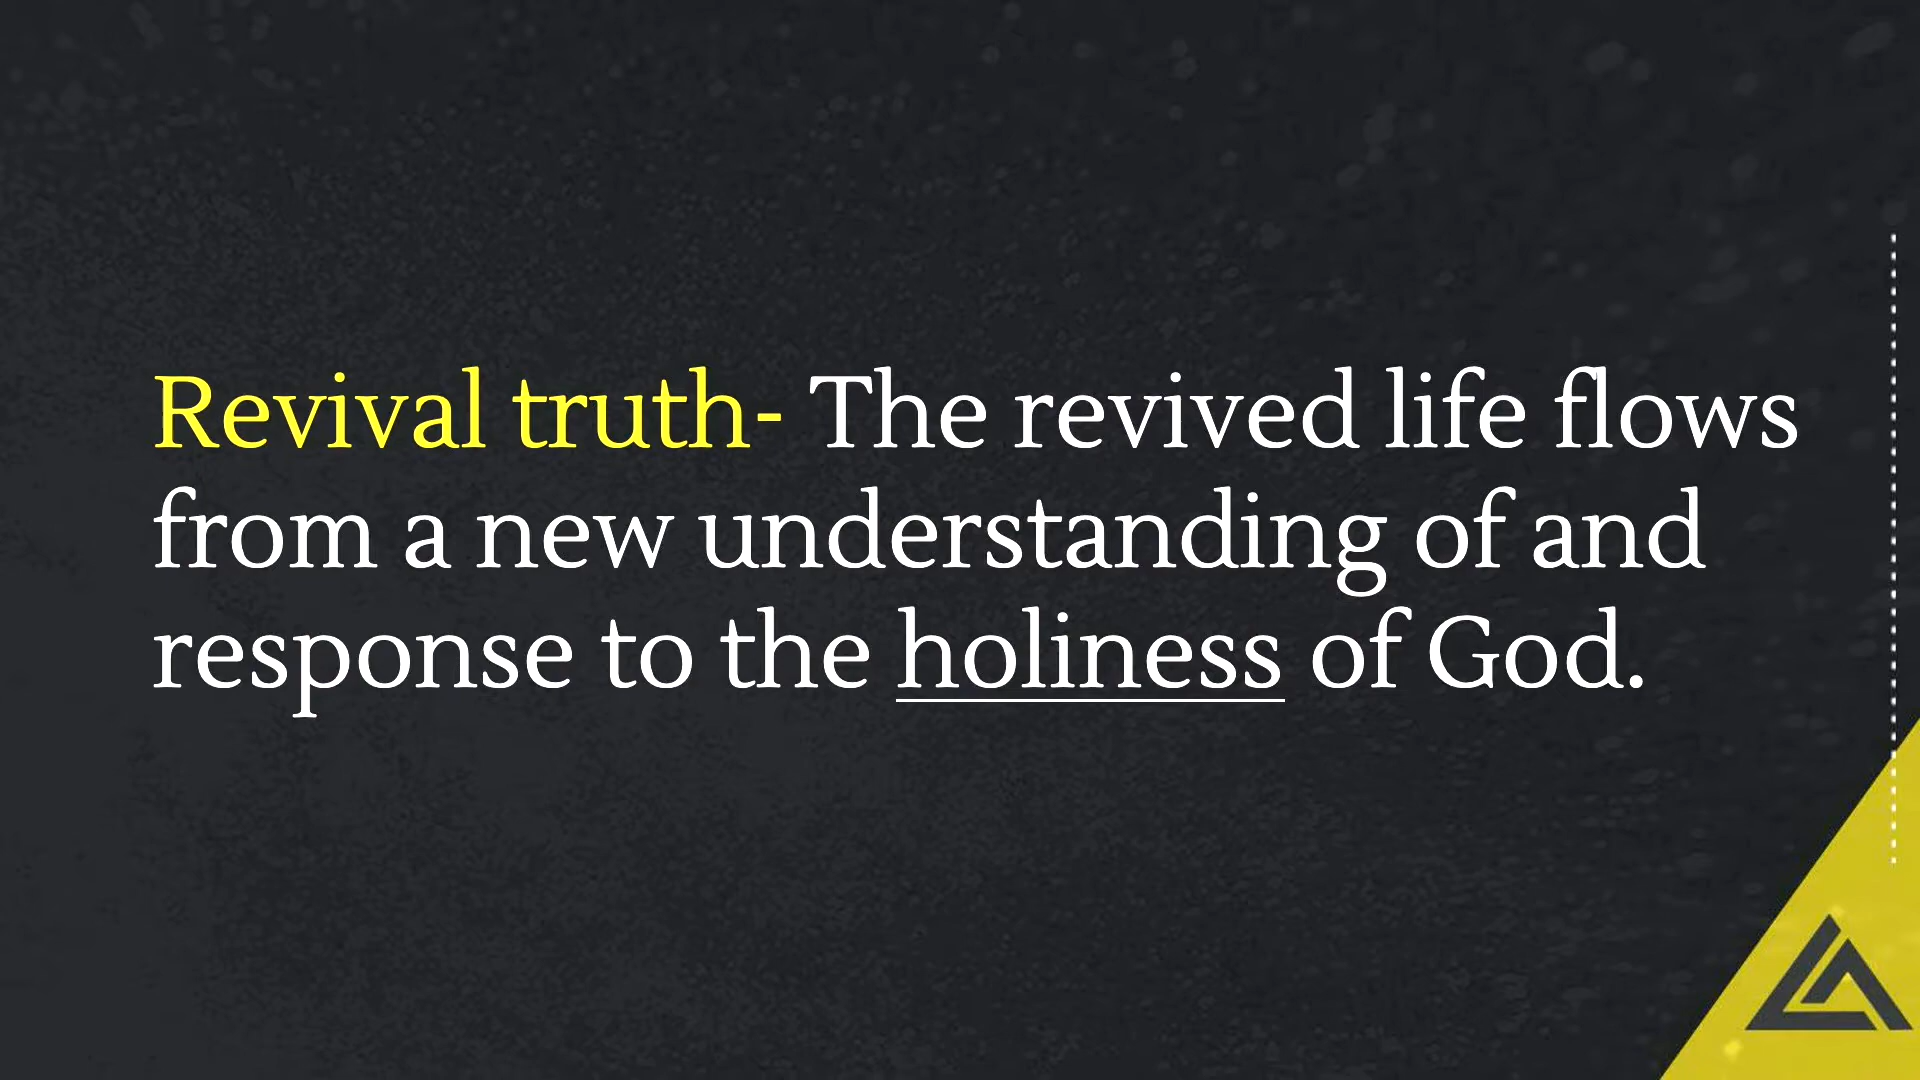 Revival truth- The revived life flows
from a new understanding of and
response to the holiness of God.